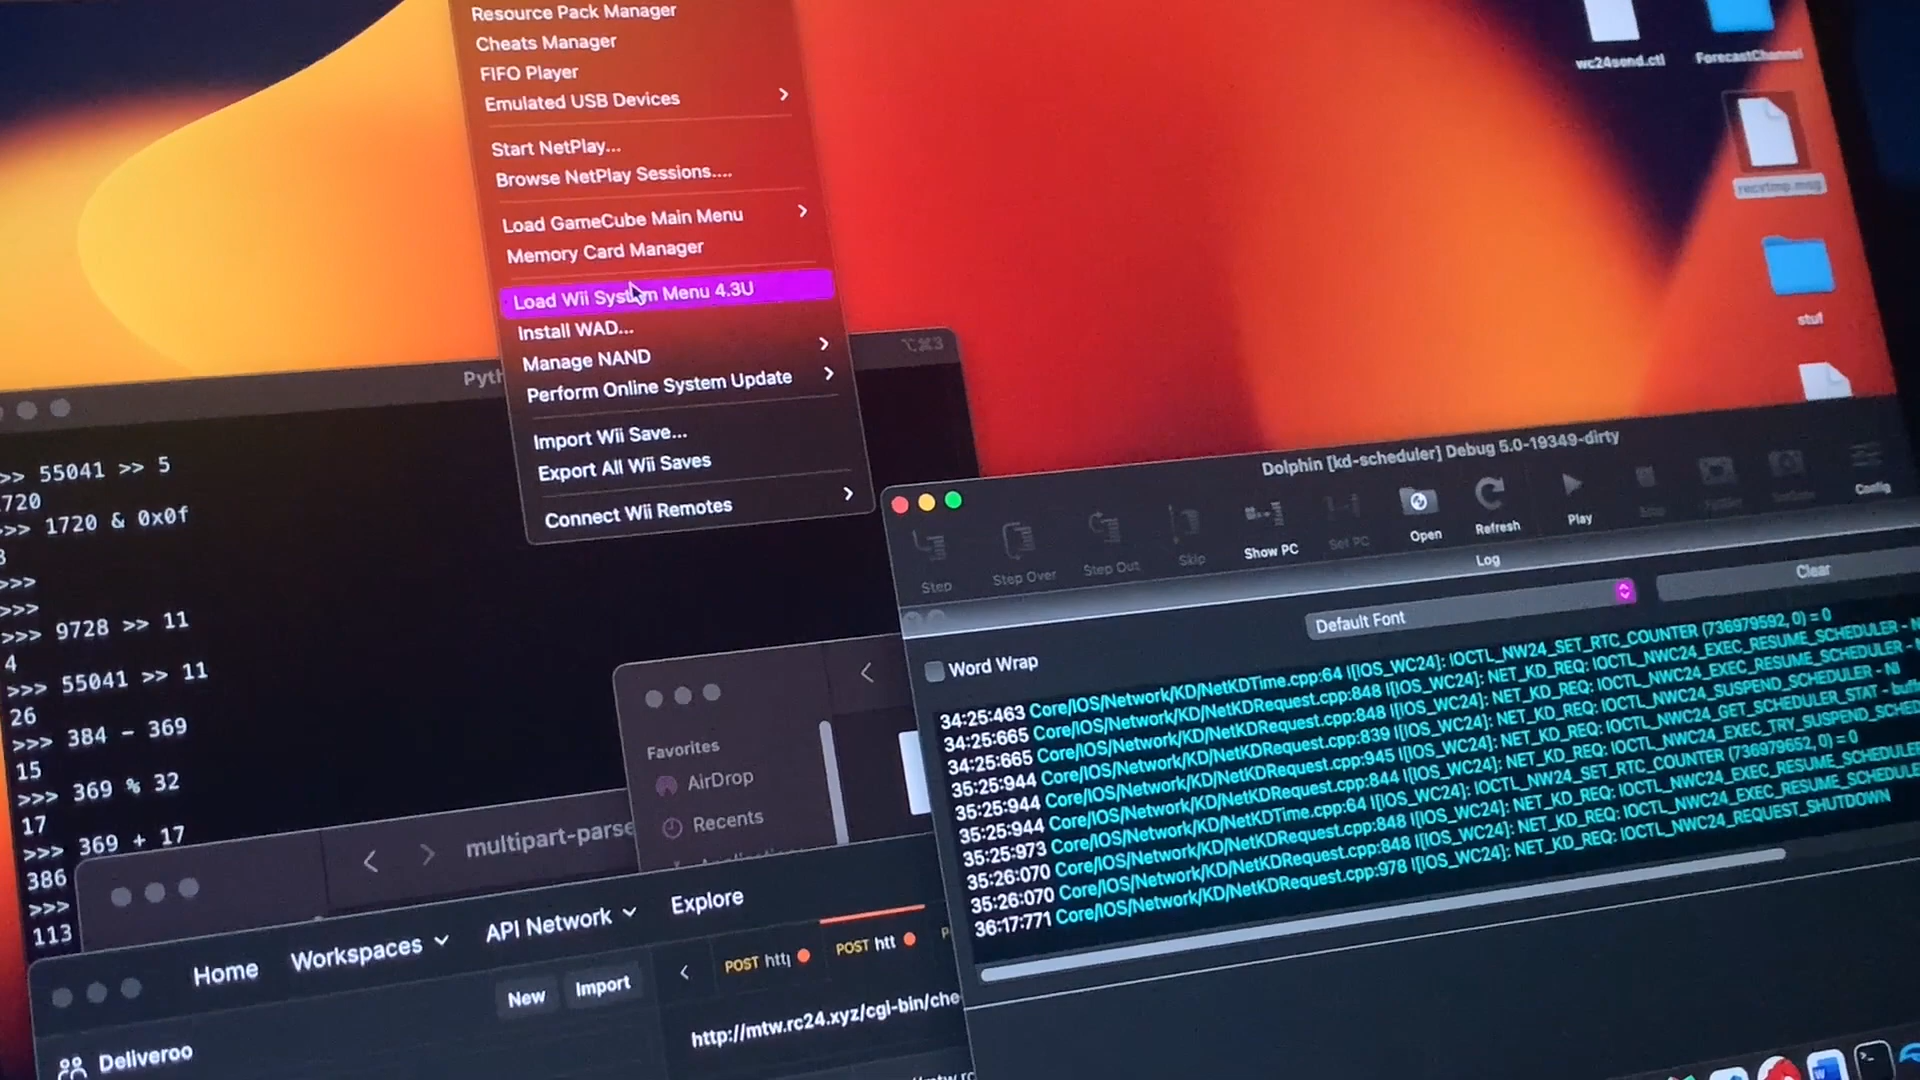 Resource Pack Manager
Cheats Manager
FIFO Player
Emulated USB Devices
Start NetPlay...
Browse NetPlay Sessions....
Load GameCube Main Menu
Memory Card Manager
Load Wii System Menu 4.3U
Install WAD...
Manage NAND
Perform Online System Update
Import Wii Save...
Export All Wii Saves
Connect Wii Remotes
wc24send.ctl
ForecastChannel
recvtmp.msg
stuf
⌥⌘3
>> 55041 >> 5
1720
>>> 1720 & 0x0f
8
>>>
>>>
>>> 9728 >> 11
4
>>> 55041 >> 11
26
>>> 384 - 369
15
>>> 369 % 32
17
>>> 369 + 17
386
>>>
113
multipart-parse
Favorites
AirDrop
Recents
Home
Workspaces
API Network
Explore
New
Import
POST htt
POST htt
http://mtw.rc24.xyz/cgi-bin/che
Deliveroo
Dolphin [kd-scheduler] Debug 5.0-19349-dirty
Step
Step Over
Step Out
Skip
Show PC
Set PC
Open
Refresh
Play
Config
Log
Default Font
Clear
Word Wrap
34:25:463 Core/IOS/Network/KD/NetKDTime.cpp:64 I[IOS_WC24]: IOCTL_NW24_SET_RTC_COUNTER (736979592, 0) = 0
34:25:665 Core/IOS/Network/KD/NetKDRequest.cpp:848 I[IOS_WC24]: NET_KD_REQ: IOCTL_NWC24_EXEC_RESUME_SCHEDULER - N
34:25:665 Core/IOS/Network/KD/NetKDRequest.cpp:848 I[IOS_WC24]: NET_KD_REQ: IOCTL_NWC24_EXEC_RESUME_SCHEDULER -
35:25:944 Core/IOS/Network/KD/NetKDRequest.cpp:839 I[IOS_WC24]: NET_KD_REQ: IOCTL_NWC24_SUSPEND_SCHEDULER - NI
35:25:944 Core/IOS/Network/KD/NetKDRequest.cpp:945 I[IOS_WC24]: NET_KD_REQ: IOCTL_NWC24_GET_SCHEDULER_STAT - buff
35:25:944 Core/IOS/Network/KD/NetKDRequest.cpp:844 I[IOS_WC24]: NET_KD_REQ: IOCTL_NWC24_EXEC_TRY_SUSPEND_SCHED
35:25:973 Core/IOS/Network/KD/NetKDTime.cpp:64 I[IOS_WC24]: IOCTL_NW24_SET_RTC_COUNTER (736979652, 0) = 0
35:26:070 Core/IOS/Network/KD/NetKDRequest.cpp:848 I[IOS_WC24]: NET_KD_REQ: IOCTL_NWC24_EXEC_RESUME_SCHEDULER
35:26:070 Core/IOS/Network/KD/NetKDRequest.cpp:848 I[IOS_WC24]: NET_KD_REQ: IOCTL_NWC24_EXEC_RESUME_SCHEDULE
36:17:771 Core/IOS/Network/KD/NetKDRequest.cpp:978 I[IOS_WC24]: NET_KD_REQ: IOCTL_NWC24_REQUEST_SHUTDOWN